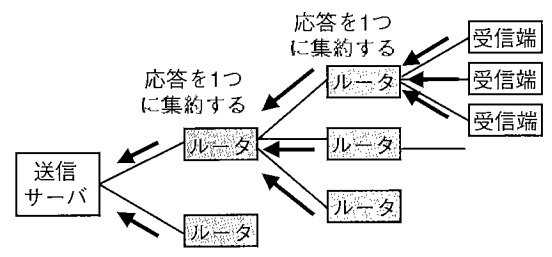 応答を1つ
に集約する
受信端
受信端
受信端
応答を1つ
に集約する
ルータ
ルータ
ルータ
ルータ
ルータ
送信
サーバ